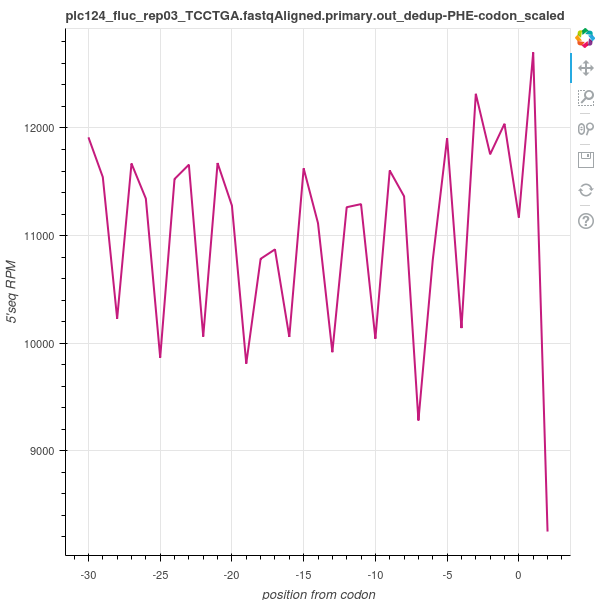 plc124_fluc_rep03_TCCTGA.fastqAligned.primary.out_dedup-PHE-codon_scaled
12000
11000
10000
9000
5'seq RPM
-30 -25 -20 -15 -10 -5 0
position from codon